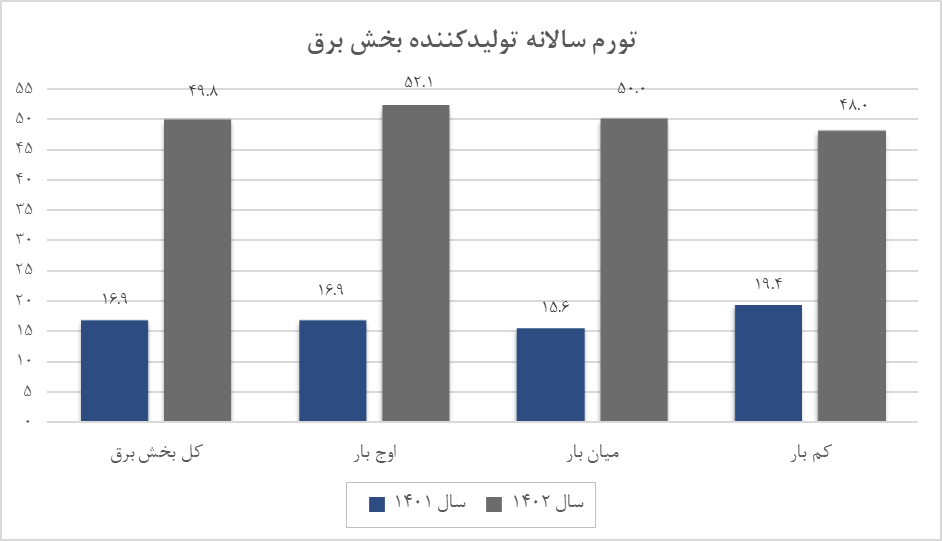 تورم سالانه تولیدکننده بخش برق
۵۵
۵۰
۴۵
۴۰
۳۵
۳۰
۲۵
۲۰
۱۵
۱۰
۵
۰
۴۹.۸
۵۲.۱
۵۰.۰
۴۸.۰
۱۶.۹
۱۶.۹
۱۵.۶
۱۹.۴
کل بخش برق
اوج بار
میان بار
کم بار
سال ۱۴۰۱
سال ۱۴۰۲